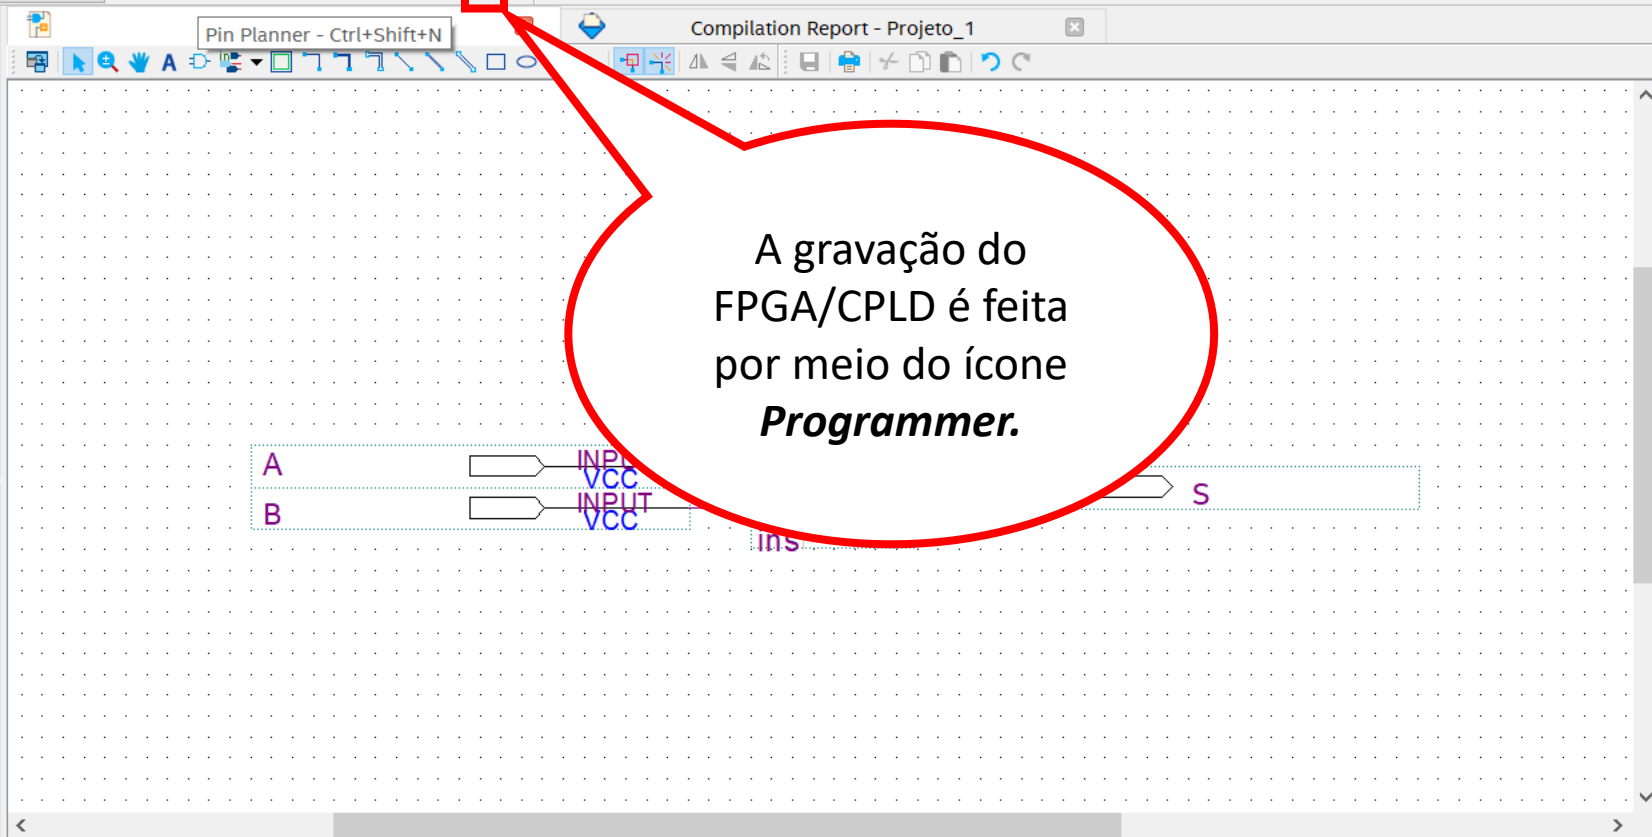 Pin Planner - Ctrl+Shift+N
Compilation Report - Projeto_1
A gravação do
FPGA/CPLD é feita
por meio do ícone
Programmer.
A
VCC
B
INPUT
VCC
S